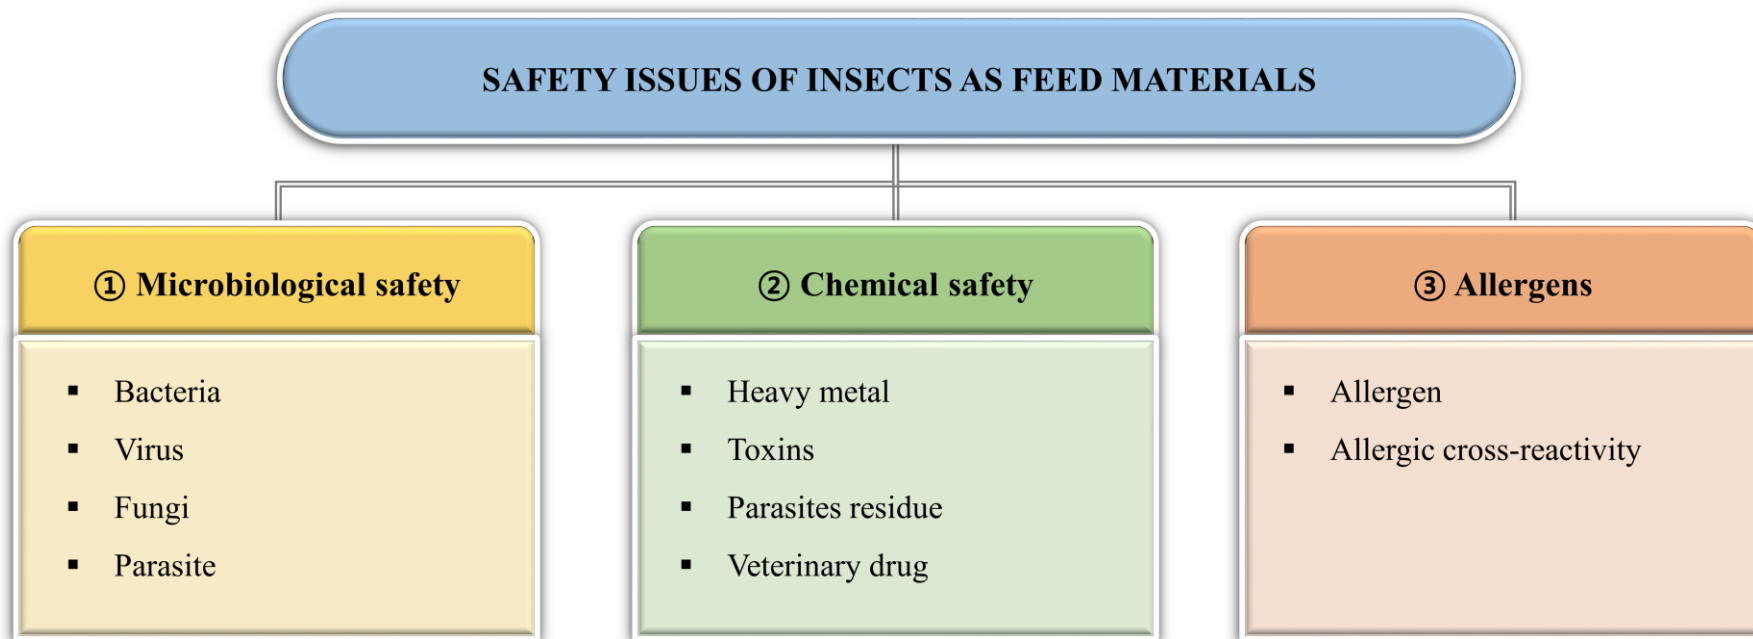 SAFETY ISSUES OF INSECTS AS FEED MATERIALS
① Microbiological safety
▪ Bacteria
▪ Virus
▪ Fungi
▪ Parasite
② Chemical safety
▪ Heavy metal
▪ Toxins
▪ Parasites residue
▪ Veterinary drug
③ Allergens
▪ Allergen
▪ Allergic cross-reactivity